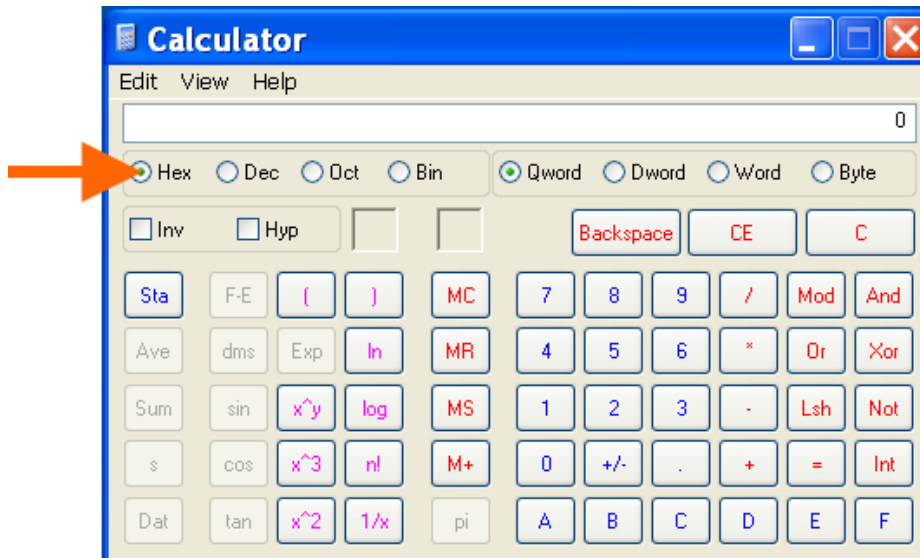 Calculator
Edit View Help
0
Hex Dec Oct Bin Qword Dword Word Byte
Inv Hyp Backspace CE C
Sta F-E ( ) MC 7 8 9 / Mod And
Ave dms Exp ln MR 4 5 6 * Or Xor
Sum sin x^y log MS 1 2 3 - Lsh Not
s cos x^3 n! M+ 0 +/- . + = Int
Dat tan x^2 1/x pi A B C D E F